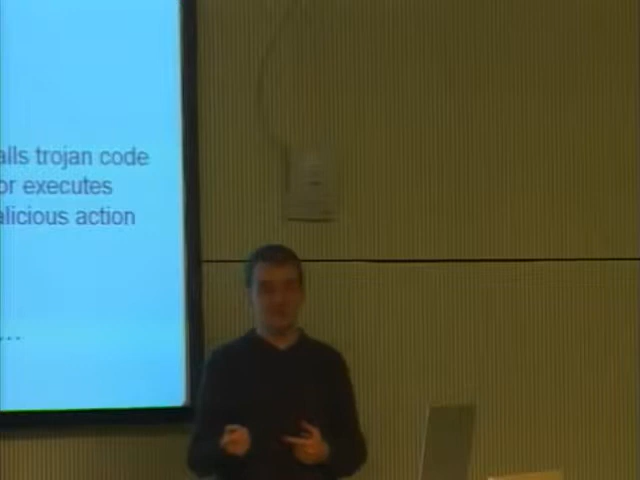 alls trojan code
or executes
alicious action
...